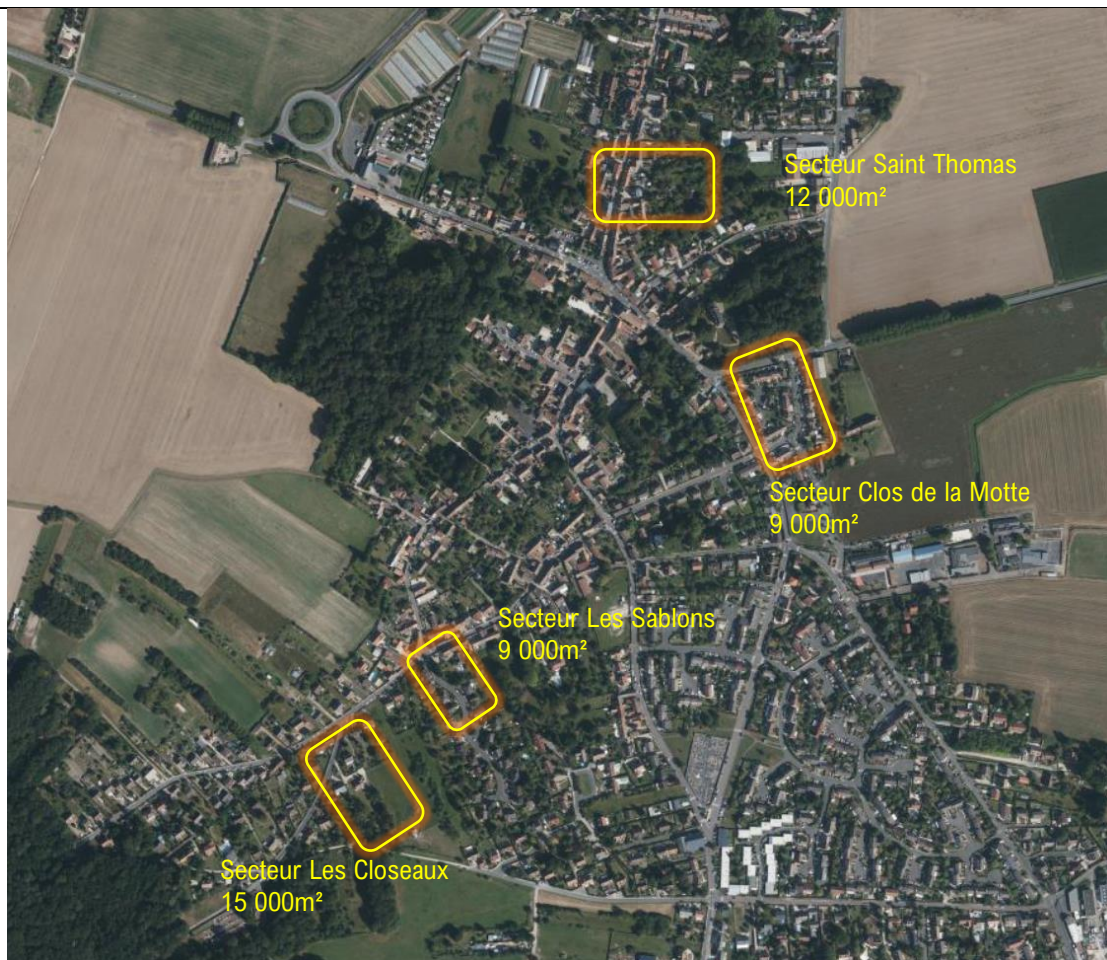 Secteur Saint Thomas
12 000m²
Secteur Clos de la Motte
9 000m²
Secteur Les Sablons
9 000m²
Secteur Les Closeaux
15 000m²